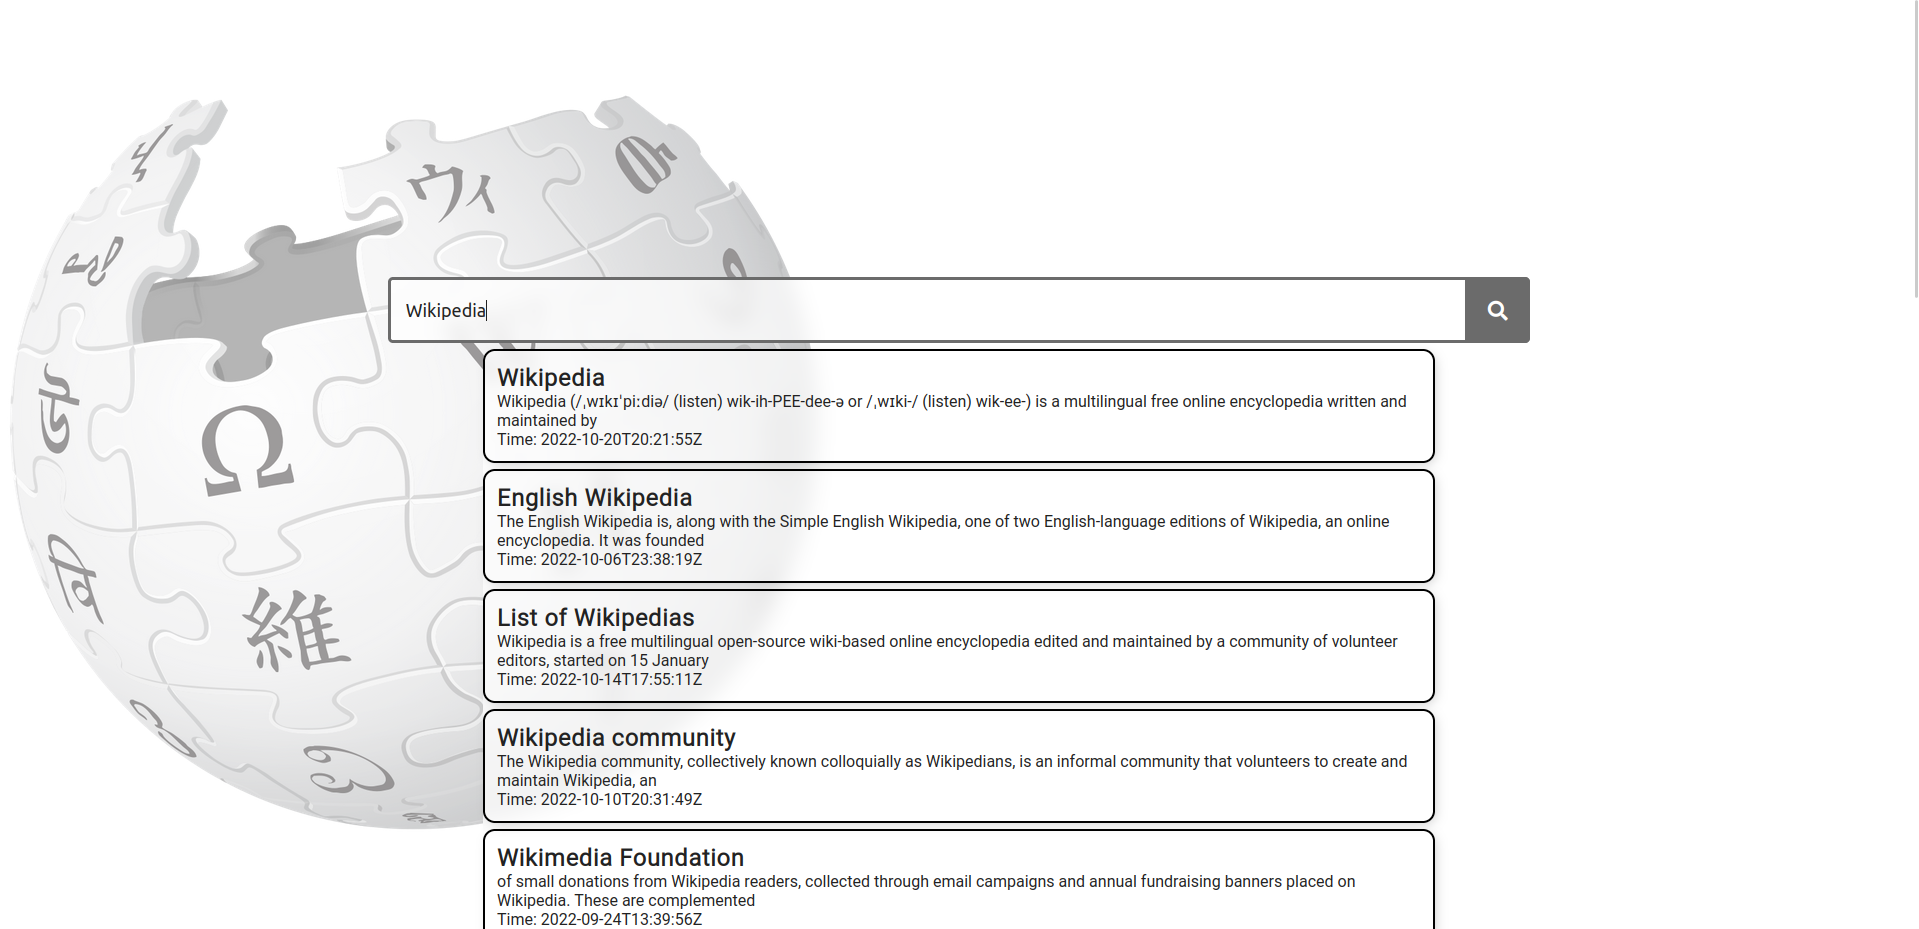 ウィ
Wikipedia
Ω
維
Wikipedia
Wikipedia (/ˌwɪkɪˈpiːdiə/ (listen) wik-ih-PEE-dee-ə or /ˌwɪki-/ (listen) wik-ee-) is a multilingual free online encyclopedia written and
maintained by
Time: 2022-10-20T20:21:55Z
English Wikipedia
The English Wikipedia is, along with the Simple English Wikipedia, one of two English-language editions of Wikipedia, an online
encyclopedia. It was founded
Time: 2022-10-06T23:38:19Z
List of Wikipedias
Wikipedia is a free multilingual open-source wiki-based online encyclopedia edited and maintained by a community of volunteer
editors, started on 15 January
Time: 2022-10-14T17:55:11Z
Wikipedia community
The Wikipedia community, collectively known colloquially as Wikipedians, is an informal community that volunteers to create and
maintain Wikipedia, an
Time: 2022-10-10T20:31:49Z
Wikimedia Foundation
of small donations from Wikipedia readers, collected through email campaigns and annual fundraising banners placed on
Wikipedia. These are complemented
Time: 2022-09-24T13:39:56Z